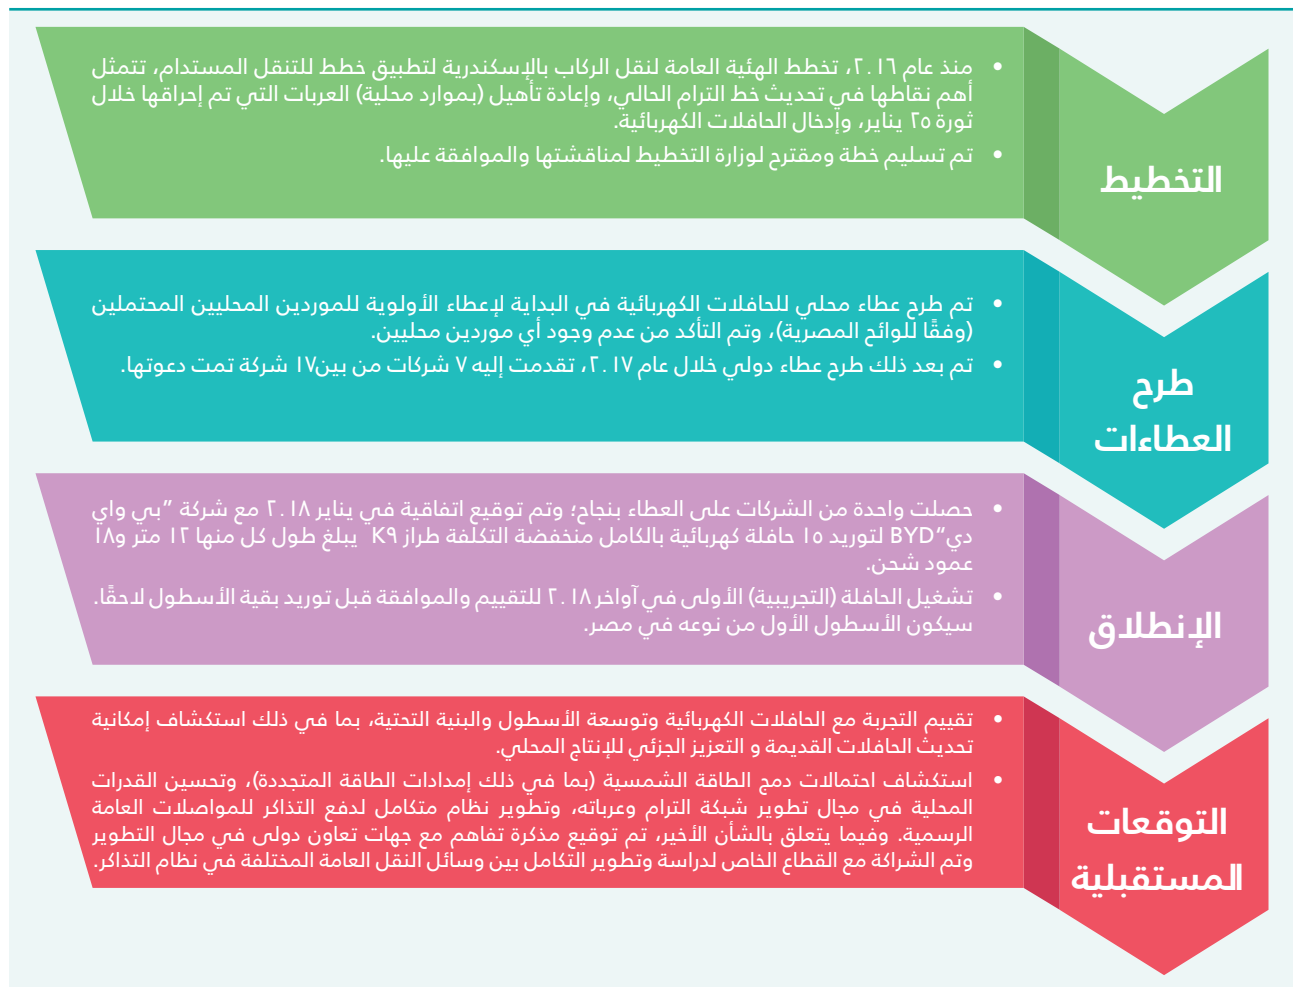 التخطيط
• منذ عام ٢٠١٦، تخطط الهئية العامة لنقل الركاب بالإسكندرية لتطبيق خطط للتنقل المستدام، تتمثل
أهم نقاطها في تحديث خط الترام الحالي، وإعادة تأهيل (بموارد محلية) العربات التي تم إحراقها خلال
ثورة ٢٥ يناير، وإدخال الحافلات الكهربائية.
• تم تسليم خطة ومقترح لوزارة التخطيط لمناقشتها والموافقة عليها.
طرح
العطاءات
• تم طرح عطاء محلي للحافلات الكهربائية في البداية لإعطاء الأولوية للموردين المحليين المحتملين
(وفقًا للوائح المصرية)، وتم التأكد من عدم وجود أي موردين محليين.
• تم بعد ذلك طرح عطاء دولي خلال عام ٢٠١٧، تقدمت إليه ٧ شركات من بين١٧ شركة تمت دعوتها.
الإنطلاق
• حصلت واحدة من الشركات على العطاء بنجاح؛ وتم توقيع اتفاقية في يناير ٢٠١٨ مع شركة ”بي واي
دي“BYD لتوريد ١٥ حافلة كهربائية بالكامل منخفضة التكلفة طراز K٩ يبلغ طول كل منها ١٢ متر و١٨
عمود شحن.
• تشغيل الحافلة (التجريبية) الأولى في آواخر ٢٠١٨ للتقييم والموافقة قبل توريد بقية الأسطول لاحقًا.
سيكون الأسطول الأول من نوعه في مصر.
التوقعات
المستقبلية
• تقييم التجربة مع الحافلات الكهربائية وتوسعة الأسطول والبنية التحتية، بما في ذلك استكشاف إمكانية
تحديث الحافلات القديمة و التعزيز الجزئي للإنتاج المحلي.
• استكشاف احتمالات دمج الطاقة الشمسية (بما في ذلك إمدادات الطاقة المتجددة)، وتحسين القدرات
المحلية في مجال تطوير شبكة الترام وعرباته، وتطوير نظام متكامل لدفع التذاكر للمواصلات العامة
الرسمية. وفيما يتعلق بالشأن الأخير، تم توقيع مذكرة تفاهم مع جهات تعاون دولى في مجال التطوير
وتم الشراكة مع القطاع الخاص لدراسة وتطوير التكامل بين وسائل النقل العامة المختلفة في نظام التذاكر.